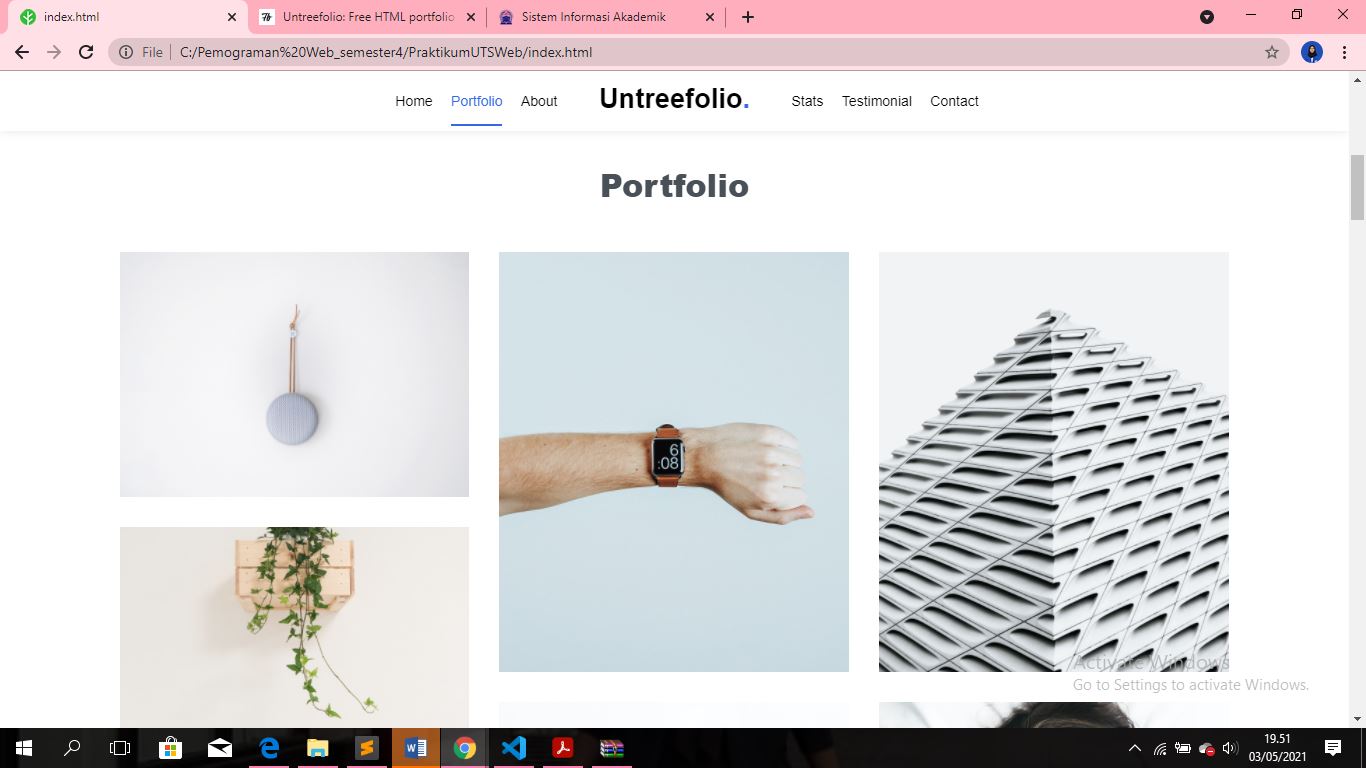 index.html
Untreefolio: Free HTML portfolio
Sistem Informasi Akademik
File
C:/Pemograman%20Web_semester4/PraktikumUTSWeb/index.html
Home Portfolio About Untreefolio. Stats Testimonial Contact
Portfolio
6
:08
Activate Windows
Go to Settings to activate Windows.
19.51
03/05/2021